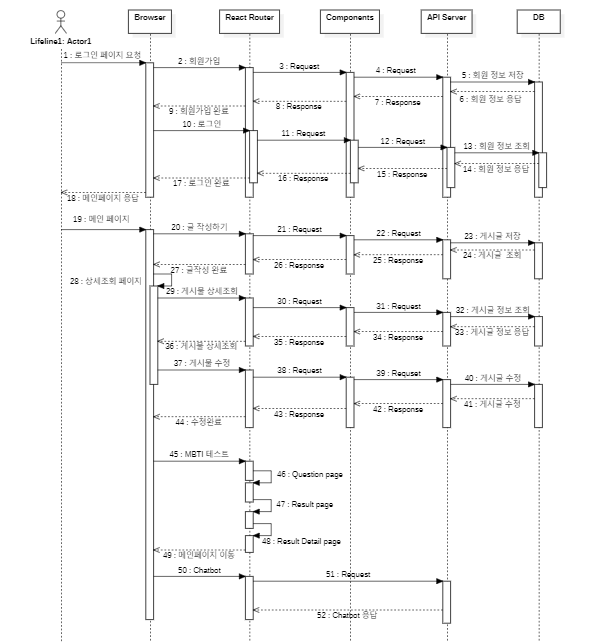 Browser
React Router
Components
API Server
DB
Lifeline1: Actor1
1 : 로그인 페이지 요청
2 : 회원가입
3 : Request
4 : Request
5 : 회원 정보 저장
6 : 회원 정보 응답
7 : Response
8 : Response
9 : 회원가입 완료
10 : 로그인
11 : Request
12 : Request
13 : 회원 정보 조회
14 : 회원 정보 응답
15 : Response
16 : Response
17 : 로그인 완료
18 : 메인페이지 응답
19 : 메인 페이지
20 : 글 작성하기
21 : Request
22 : Request
23 : 게시글 저장
24 : 게시글 조회
25 : Response
26 : Response
27 : 글작성 완료
28 : 상세조회 페이지
29 : 게시물 상세조회
30 : Request
31 : Request
32 : 게시글 정보 조회
33 : 게시글 정보 응답
34 : Response
35 : Response
36 : 게시물 상세조회
37 : 게시물 수정
38 : Request
39 : Requset
40 : 게시글 수정
41 : 게시글 수정
42 : Response
43 : Response
44 : 수정완료
45 : MBTI 테스트
46 : Question page
47 : Result page
48 : Result Detail page
49 : 메인페이지 이동
50 : Chatbot
51 : Request
52 : Chatbot 응답